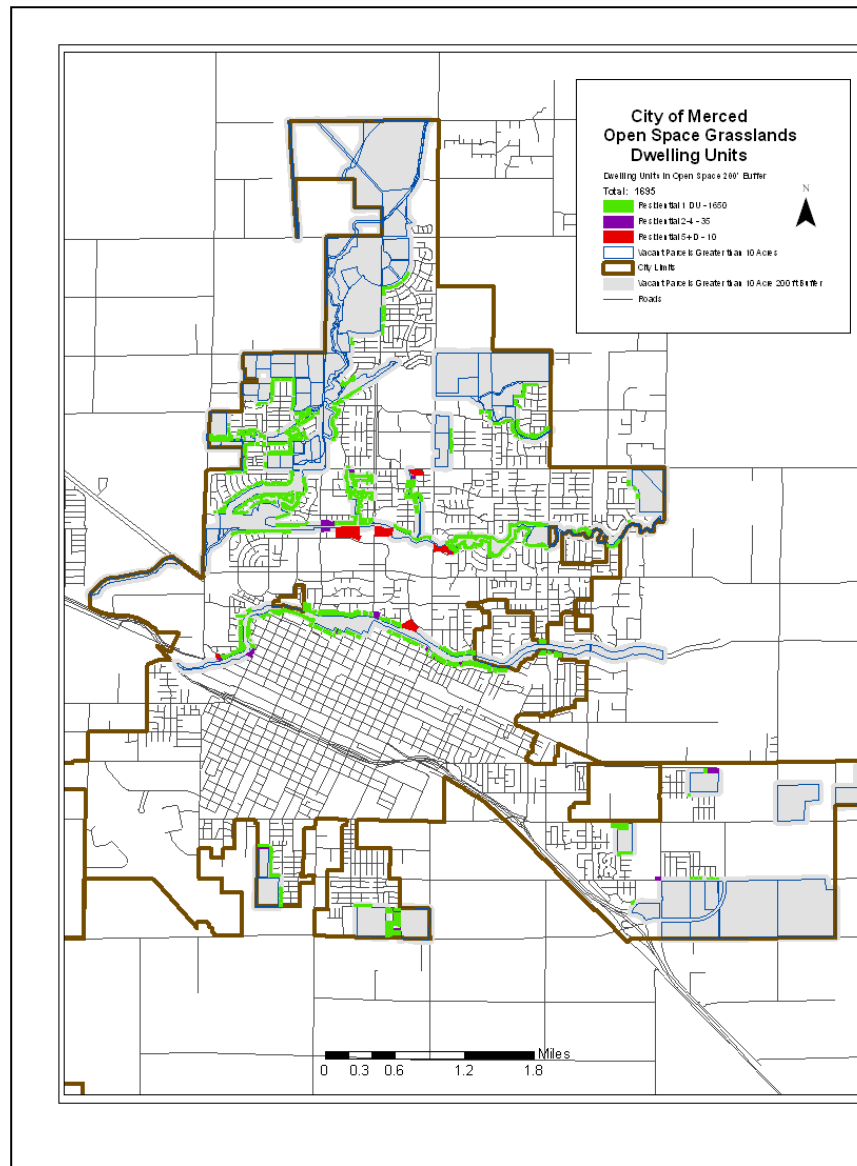 City of Merced
Open Space Grasslands
Dwelling Units
Dwelling Units in Open Space 200' Buffer
Total: 1695
N
Residential 1 DU - 1650
Residential 2-4 - 35
Residential 5+ D - 10
Vacant Parcels Greater than 10 Acres
City Limits
Vacant Parcels Greater than 10 Acre 200 ft Buffer
Roads
Miles
0 0.3 0.6 1.2 1.8